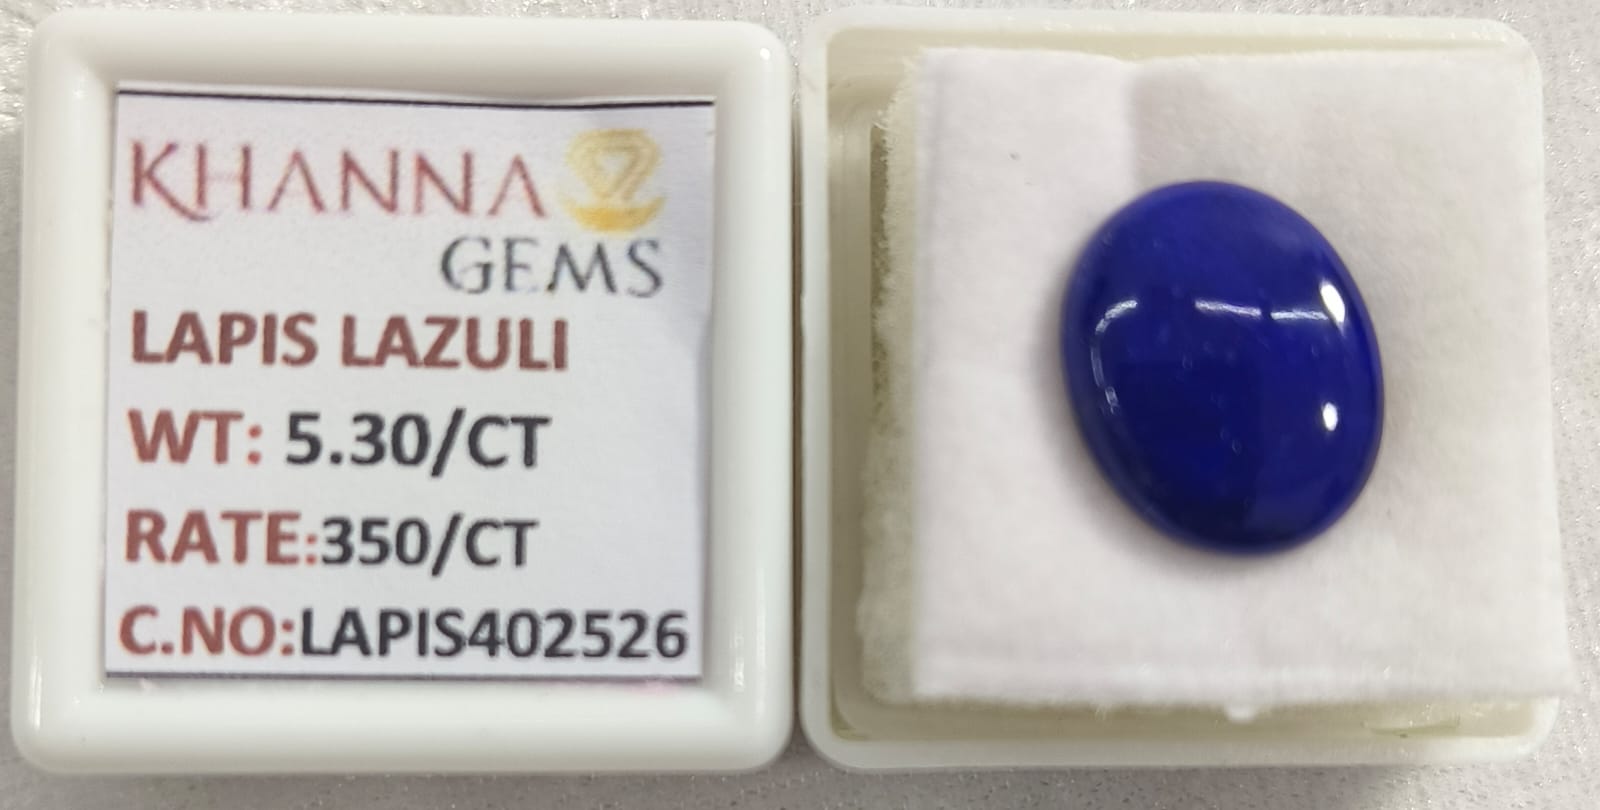 KHANNA
GEMS
LAPIS LAZULI
WT: 5.30/CT
RATE:350/CT
C.NO:LAPIS402526